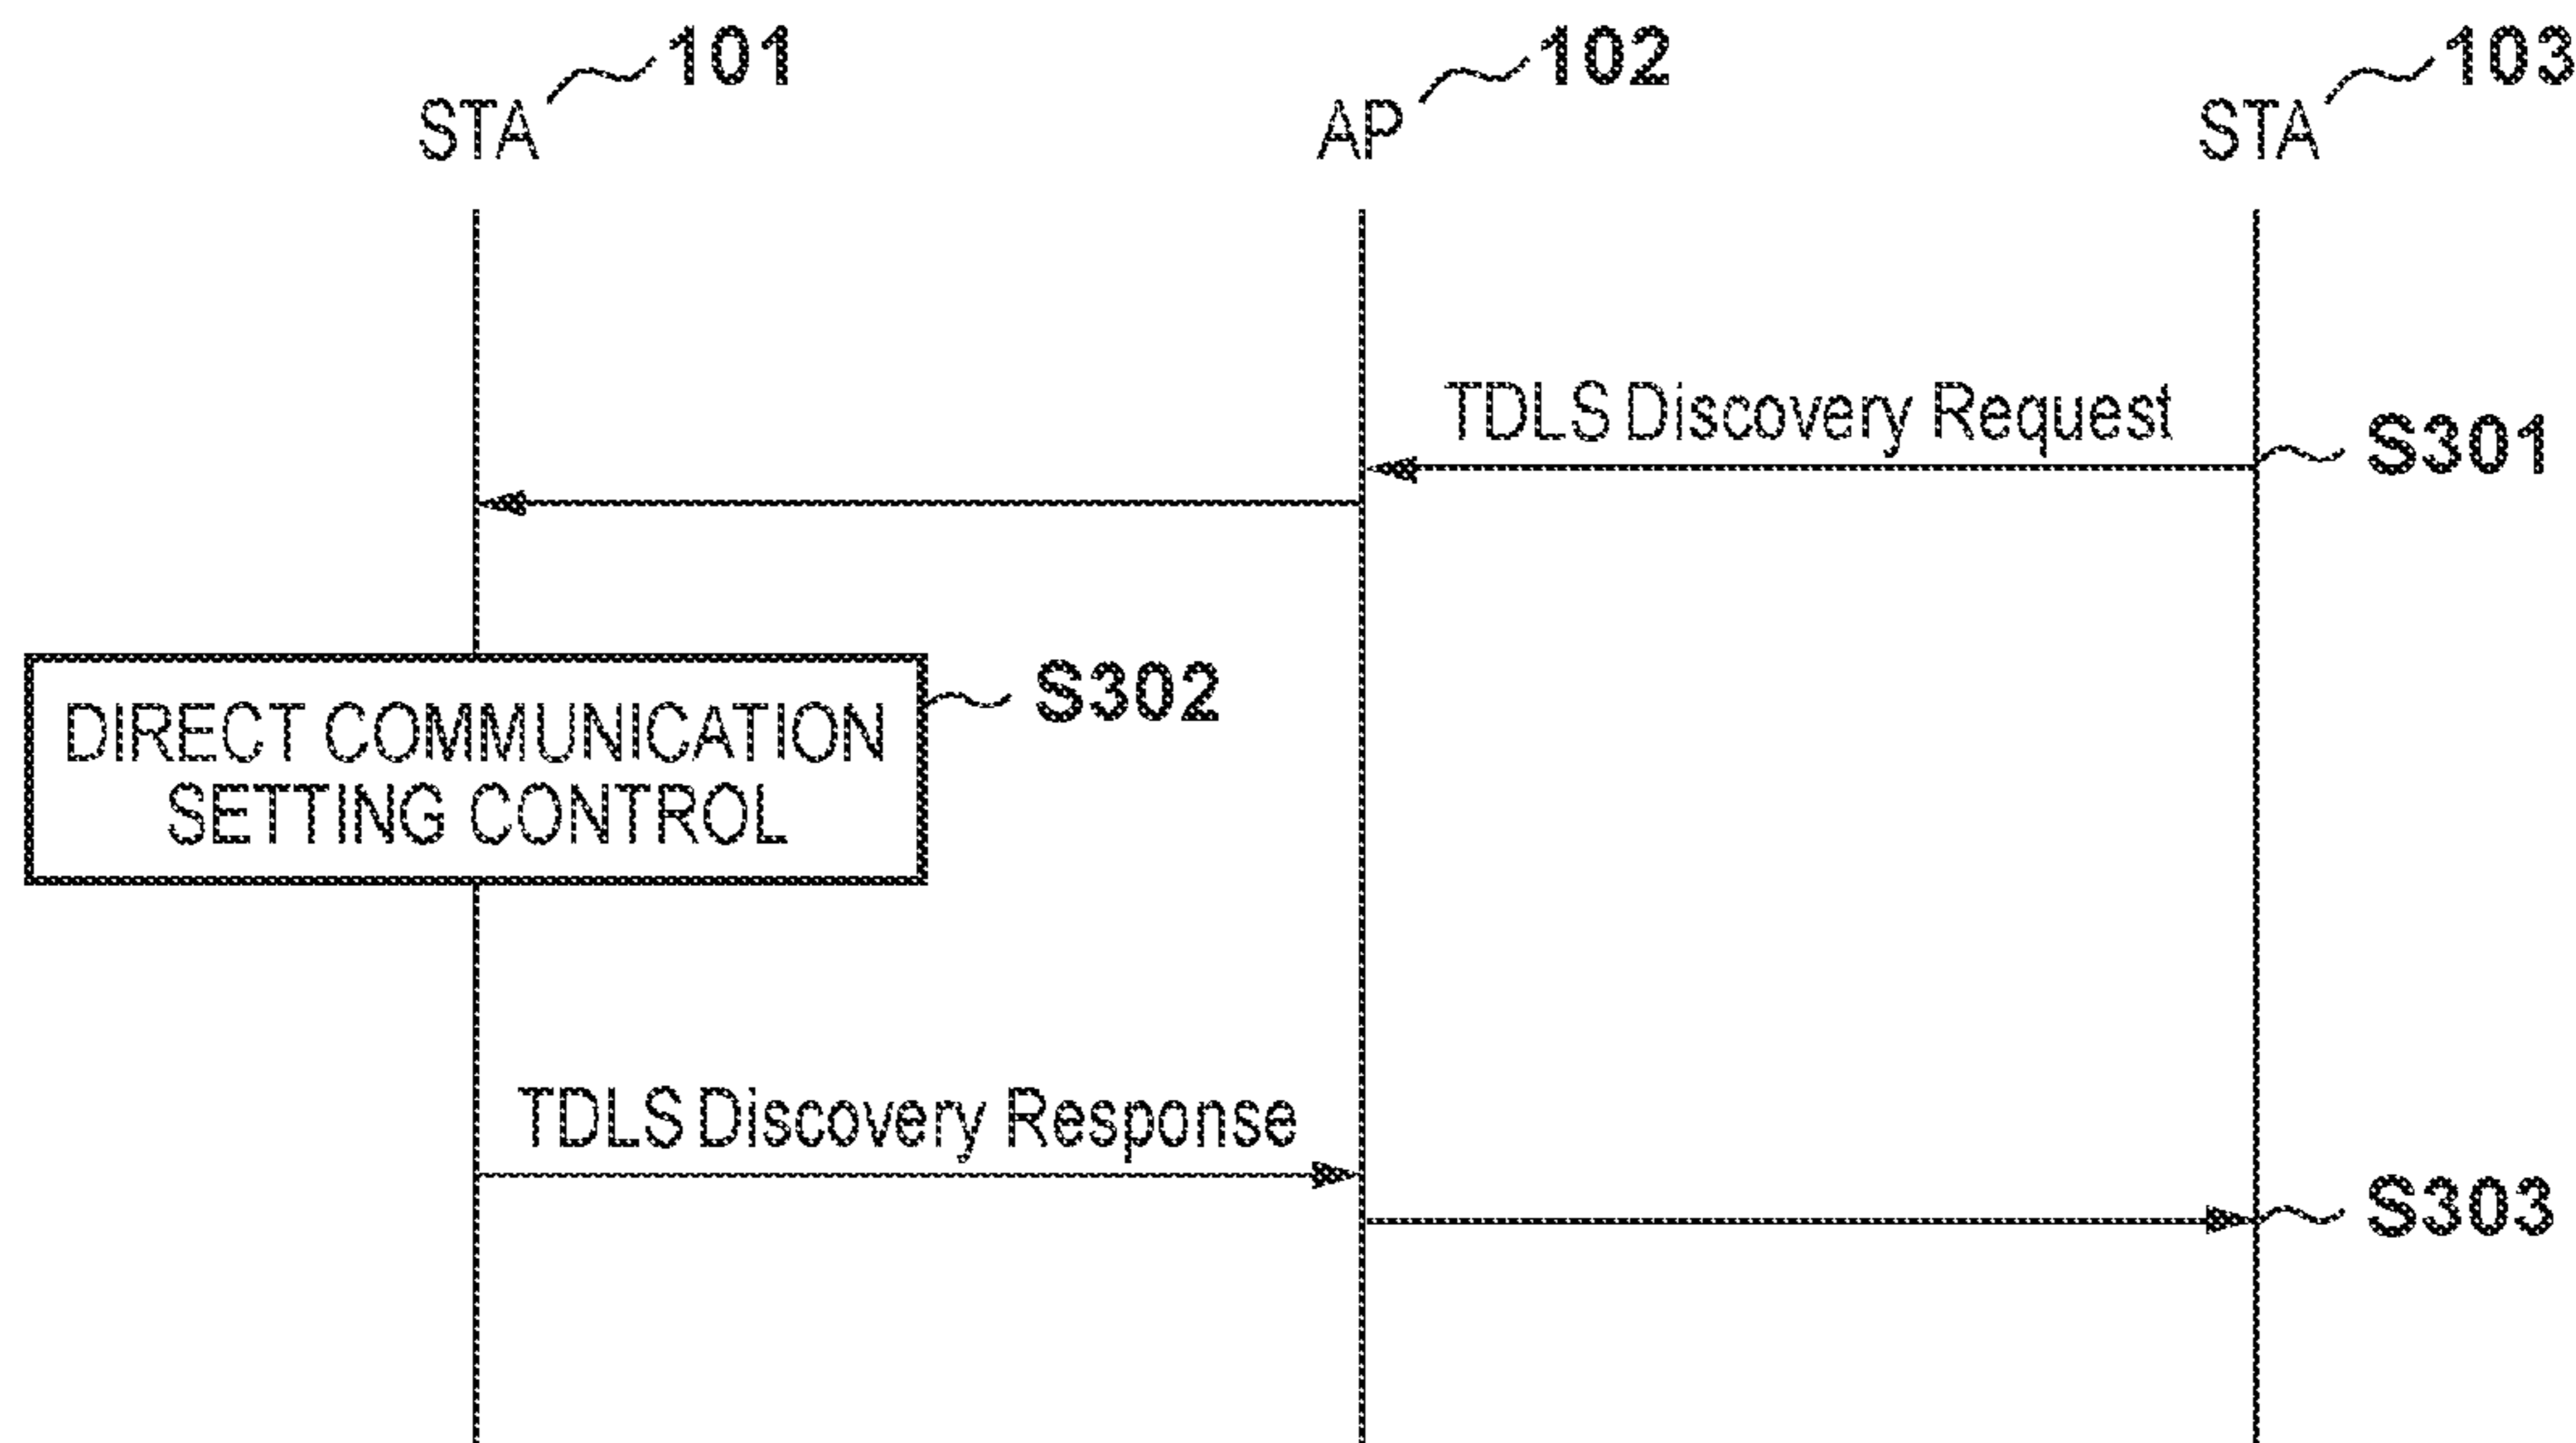 101
102
103
STA
AP
STA
TDLS Discovery Request
S301
S302
DIRECT COMMUNICATION
SETTING CONTROL
TDLS Discovery Response
S303